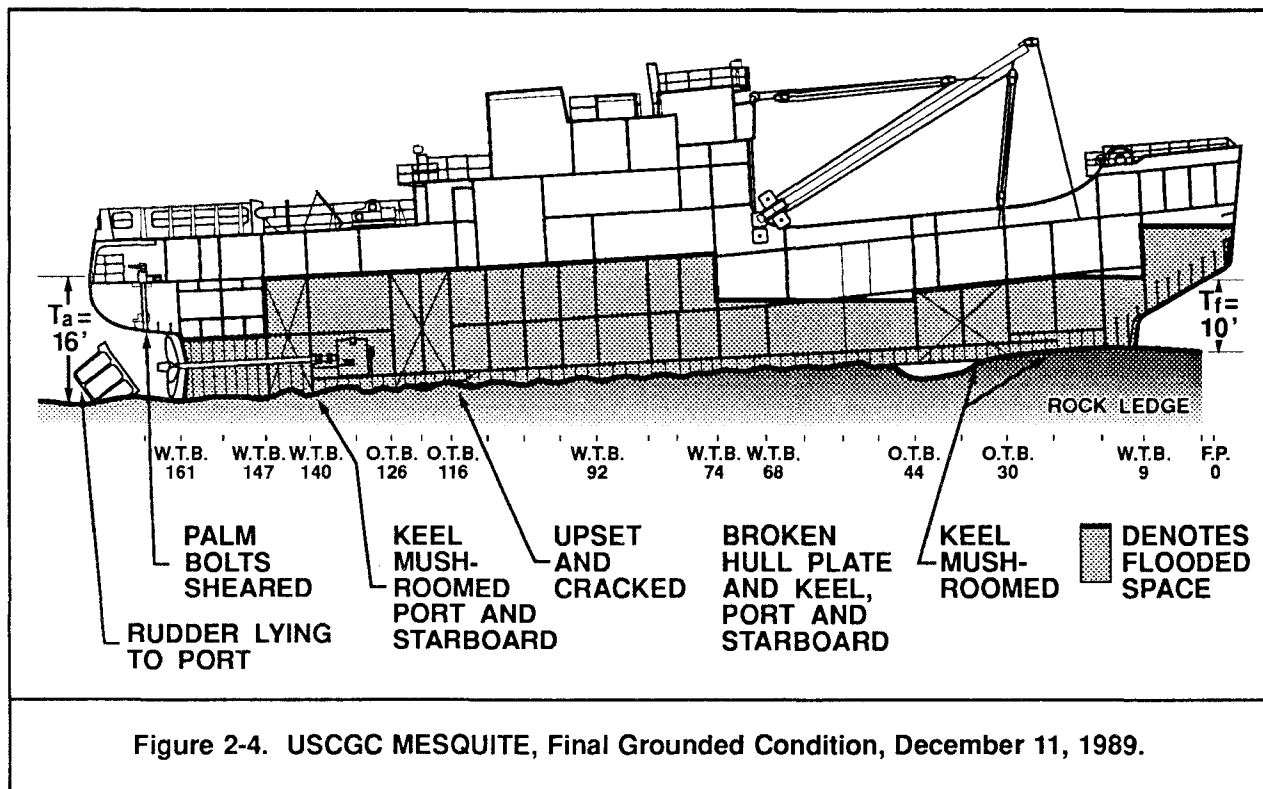 Ta=
16'
Tf=
10'
ROCK LEDGE
W.T.B. W.T.B. W.T.B. O.T.B. O.T.B. W.T.B. W.T.B. W.T.B. O.T.B. O.T.B. W.T.B. F.P.
161 147 140 126 116 92 74 68 44 30 9 0
PALM
BOLTS
SHEARED
RUDDER LYING
TO PORT
KEEL
MUSH-
ROOMED
PORT AND
STARBOARD
UPSET
AND
CRACKED
BROKEN
HULL PLATE
AND KEEL,
PORT AND
STARBOARD
KEEL
MUSH-
ROOMED
DENOTES
FLOODED
SPACE
Figure 2-4. USCGC MESQUITE, Final Grounded Condition, December 11, 1989.